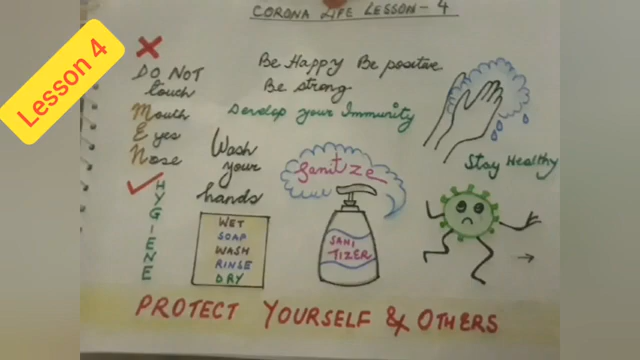 CORONA LIFE LESSON - 4
Lesson 4
DO NOT
touch
Mouth
Eyes
Nose
Be Happy Be positive
Be strong
Develop your Immunity
Wash
your
hands
WET
SOAP
WASH
RINSE
DRY
Sanitize
SANI
TIZER
Stay Healthy
HYGIENE
PROTECT YOURSELF & OTHERS